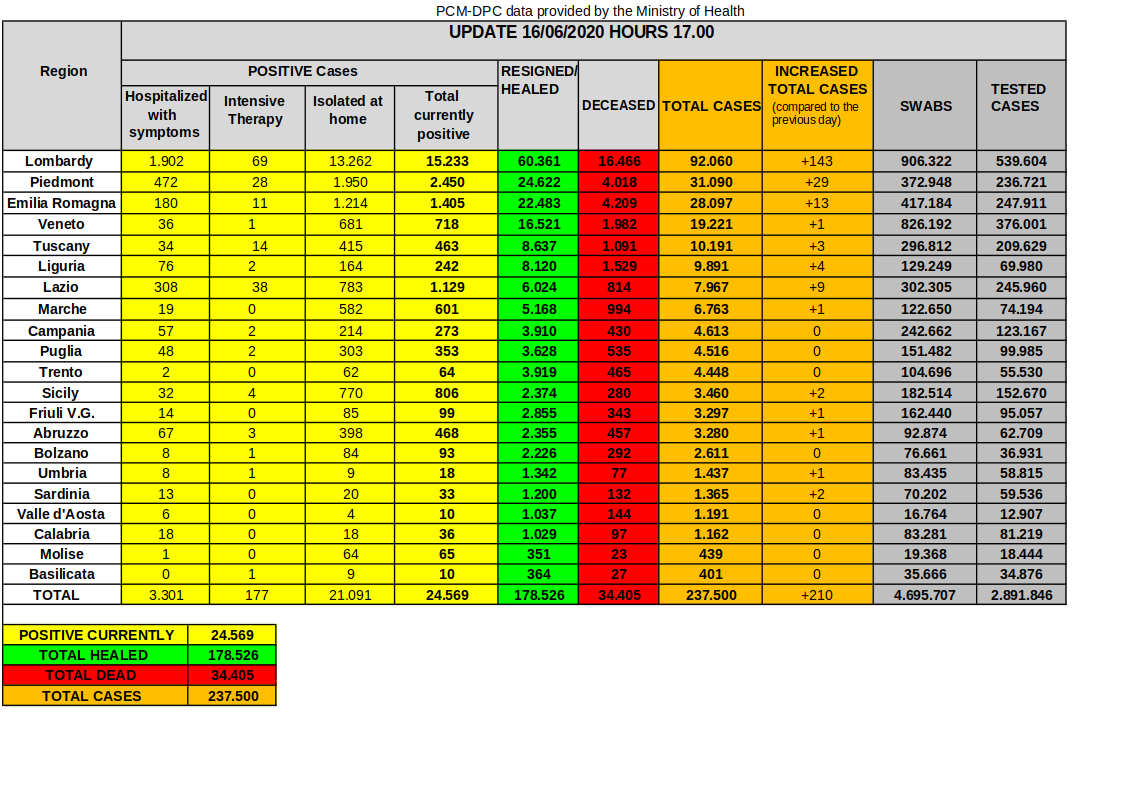 PCM-DPC data provided by the Ministry of Health
UPDATE 16/06/2020 HOURS 17.00
Region
POSITIVE Cases
Hospitalized with symptoms
Intensive Therapy
Isolated at home
Total currently positive
RESIGNED/ HEALED
DECEASED
TOTAL CASES
INCREASED TOTAL CASES (compared to the previous day)
SWABS
TESTED CASES
Lombardy 1.902 69 13.262 15.233 60.361 16.466 92.060 +143 906.322 539.604
Piedmont 472 28 1.950 2.450 24.622 4.018 31.090 +29 372.948 236.721
Emilia Romagna 180 11 1.214 1.405 22.483 4.209 28.097 +13 417.184 247.911
Veneto 36 1 681 718 16.521 1.982 19.221 +1 826.192 376.001
Tuscany 34 14 415 463 8.637 1.091 10.191 +3 296.812 209.629
Liguria 76 2 164 242 8.120 1.529 9.891 +4 129.249 69.980
Lazio 308 38 783 1.129 6.024 814 7.967 +9 302.305 245.960
Marche 19 0 582 601 5.168 994 6.763 +1 122.650 74.194
Campania 57 2 214 273 3.910 430 4.613 0 242.662 123.167
Puglia 48 2 303 353 3.628 535 4.516 0 151.482 99.985
Trento 2 0 62 64 3.919 465 4.448 0 104.696 55.530
Sicily 32 4 770 806 2.374 280 3.460 +2 182.514 152.670
Friuli V.G. 14 0 85 99 2.855 343 3.297 +1 162.440 95.057
Abruzzo 67 3 398 468 2.355 457 3.280 +1 92.874 62.709
Bolzano 8 1 84 93 2.226 292 2.611 0 76.661 36.931
Umbria 8 1 9 18 1.342 77 1.437 +1 83.435 58.815
Sardinia 13 0 20 33 1.200 132 1.365 +2 70.202 59.536
Valle d'Aosta 6 0 4 10 1.037 144 1.191 0 16.764 12.907
Calabria 18 0 18 36 1.029 97 1.162 0 83.281 81.219
Molise 1 0 64 65 351 23 439 0 19.368 18.444
Basilicata 0 1 9 10 364 27 401 0 35.666 34.876
TOTAL 3.301 177 21.091 24.569 178.526 34.405 237.500 +210 4.695.707 2.891.846
POSITIVE CURRENTLY 24.569
TOTAL HEALED 178.526
TOTAL DEAD 34.405
TOTAL CASES 237.500